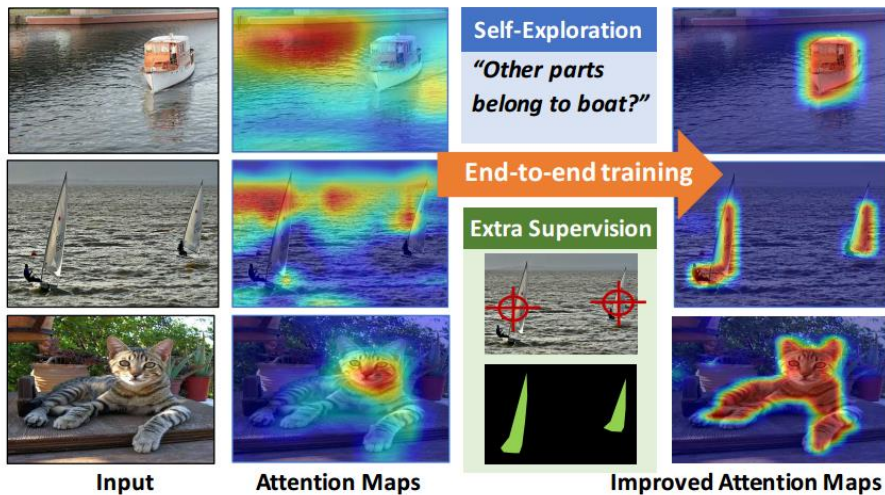 Self-Exploration
“Other parts
belong to boat?”
End-to-end training
Extra Supervision
Input
Attention Maps
Improved Attention Maps